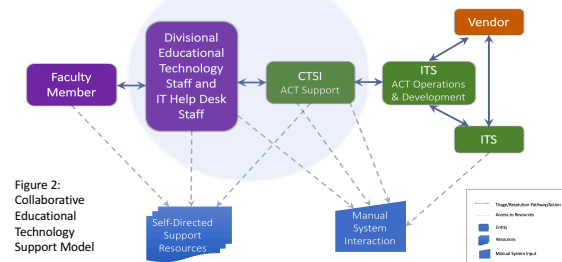 Vendor
Divisional
Educational
Technology
Staff and
IT Help Desk
Staff
Faculty
Member
CTSI
ACT Support
ITS
ACT Operations
& Development
ITS
Figure 2:
Collaborative
Educational
Technology
Support Model
Self-Directed
Support
Resources
Manual
System
Interaction
Triage/Resolution Pathway/Action
Access to Resources
Entity
Resources
Manual System Input